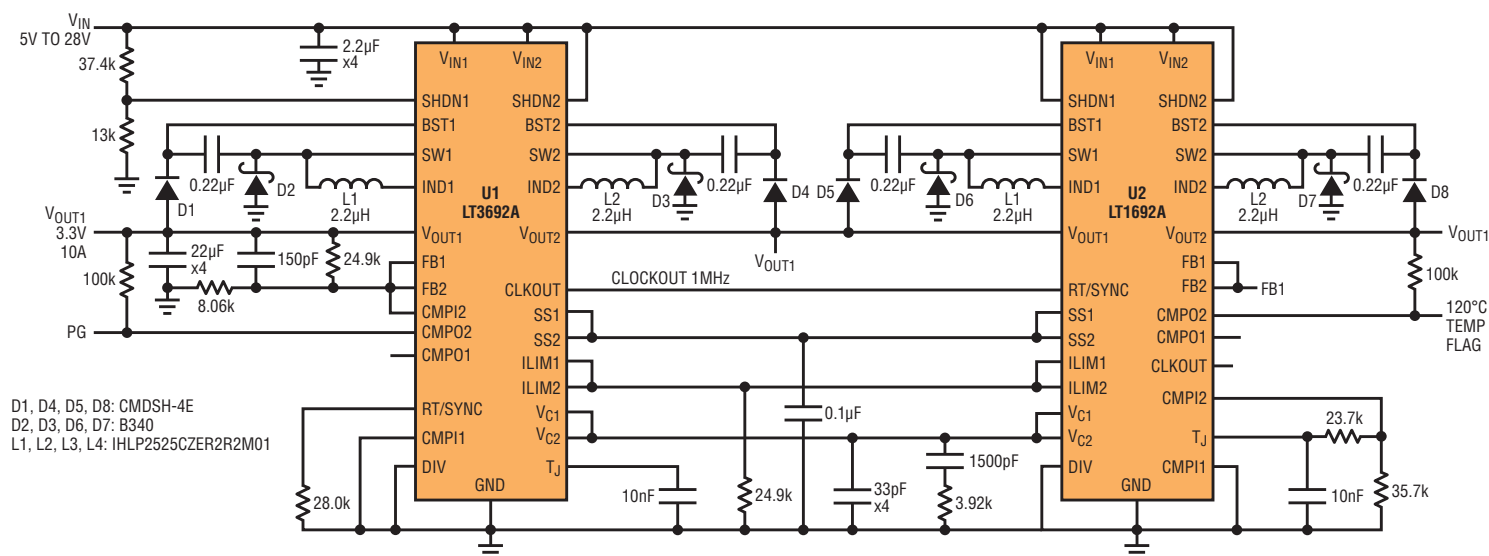 VIN
5V TO 28V
37.4k
13k
2.2µF
x4
VIN1
VIN2
SHDN1
SHDN2
BST1
BST2
SW1
SW2
IND1
IND2
U1
LT3692A
VOUT1
VOUT2
FB1
FB2
CLKOUT
CMPI2
SS1
CMPO2
SS2
CMPO1
ILIM1
ILIM2
RT/SYNC
VC1
CMPI1
VC2
DIV
TJ
GND
0.22µF
D2
D1
L1
2.2µH
VOUT1
3.3V
10A
100k
22µF
x4
150pF
24.9k
8.06k
PG
D1, D4, D5, D8: CMDSH-4E
D2, D3, D6, D7: B340
L1, L2, L3, L4: IHLP2525CZER2R2M01
28.0k
L2
2.2µH
D3
0.22µF
D4
D5
0.22µF
D6
L1
2.2µH
VOUT1
CLOCKOUT 1MHz
10nF
24.9k
0.1µF
33pF
x4
1500pF
3.92k
VIN1
VIN2
SHDN1
SHDN2
BST1
BST2
SW1
SW2
IND1
IND2
U2
LT1692A
VOUT1
VOUT2
FB1
FB2
RT/SYNC
CMPO2
SS1
CMPO1
SS2
ILIM1
CLKOUT
ILIM2
CMPI2
VC1
VC2
TJ
DIV
CMPI1
GND
L2
2.2µH
D7
0.22µF
D8
VOUT1
100k
FB1
120°C
TEMP
FLAG
23.7k
10nF
35.7k